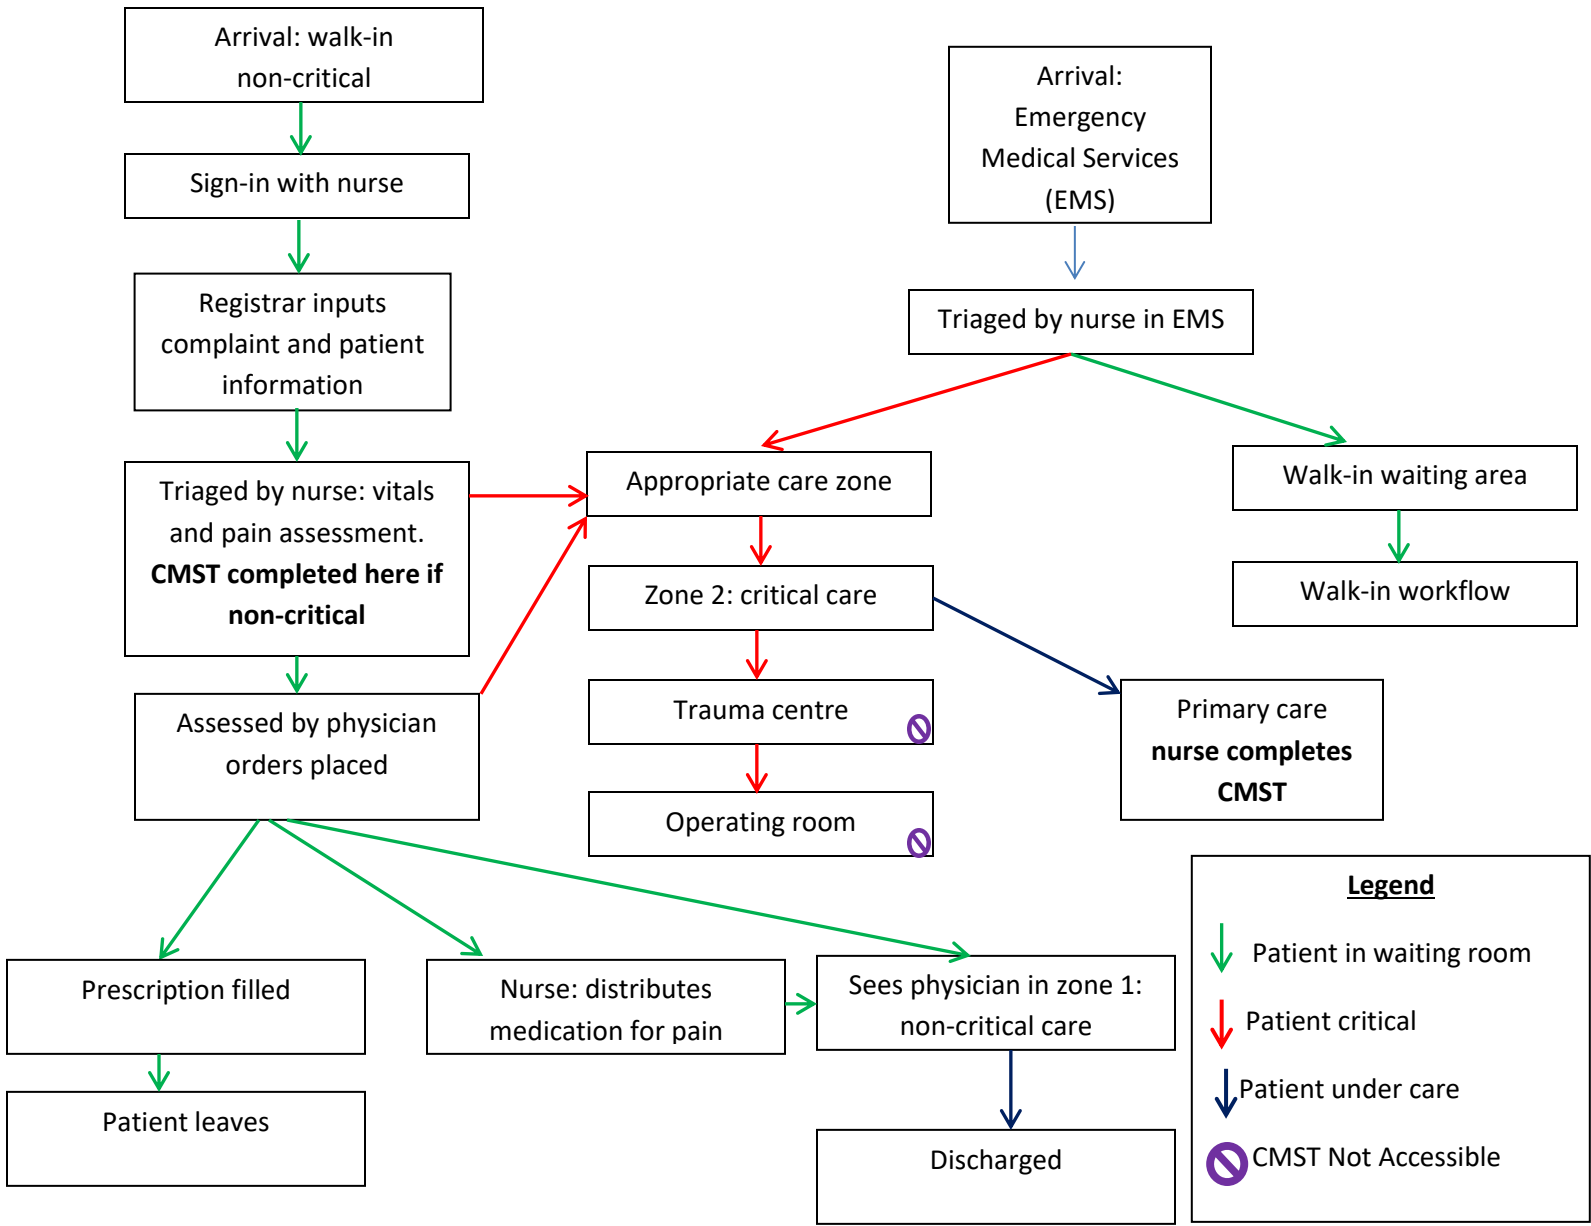 Arrival: walk-in
non-critical
Sign-in with nurse
Registrar inputs
complaint and patient
information
Triaged by nurse: vitals
and pain assessment.
CMST completed here if
non-critical
Assessed by physician
orders placed
Prescription filled
Patient leaves
Nurse: distributes
medication for pain
Sees physician in zone 1:
non-critical care
Discharged
Arrival:
Emergency
Medical Services
(EMS)
Triaged by nurse in EMS
Appropriate care zone
Zone 2: critical care
Trauma centre
Operating room
Walk-in waiting area
Walk-in workflow
Primary care
nurse completes
CMST
Legend
Patient in waiting room
Patient critical
Patient under care
CMST Not Accessible